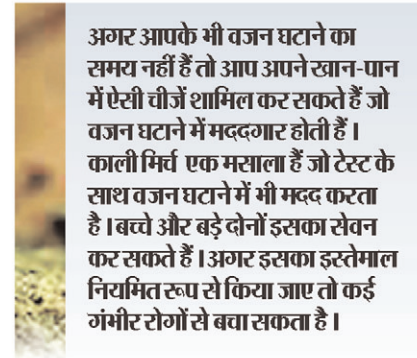 अगर आपके भी वजन घटाने का
समय नहीं हैं तो आप अपने खान-पान
में ऐसी चीजें शामिल कर सकते हैं जो
वजन घटाने में मददगार होती हैं ।
काली मिर्च एक मसाला हैं जो टेस्ट के
साथ वजन घटाने में भी मदद करता
है । बच्चे और बड़े दोनों इसका सेवन
कर सकते हैं । अगर इसका इस्तेमाल
नियमित रूप से किया जाए तो कई
गंभीर रोगों से बचा सकता है ।